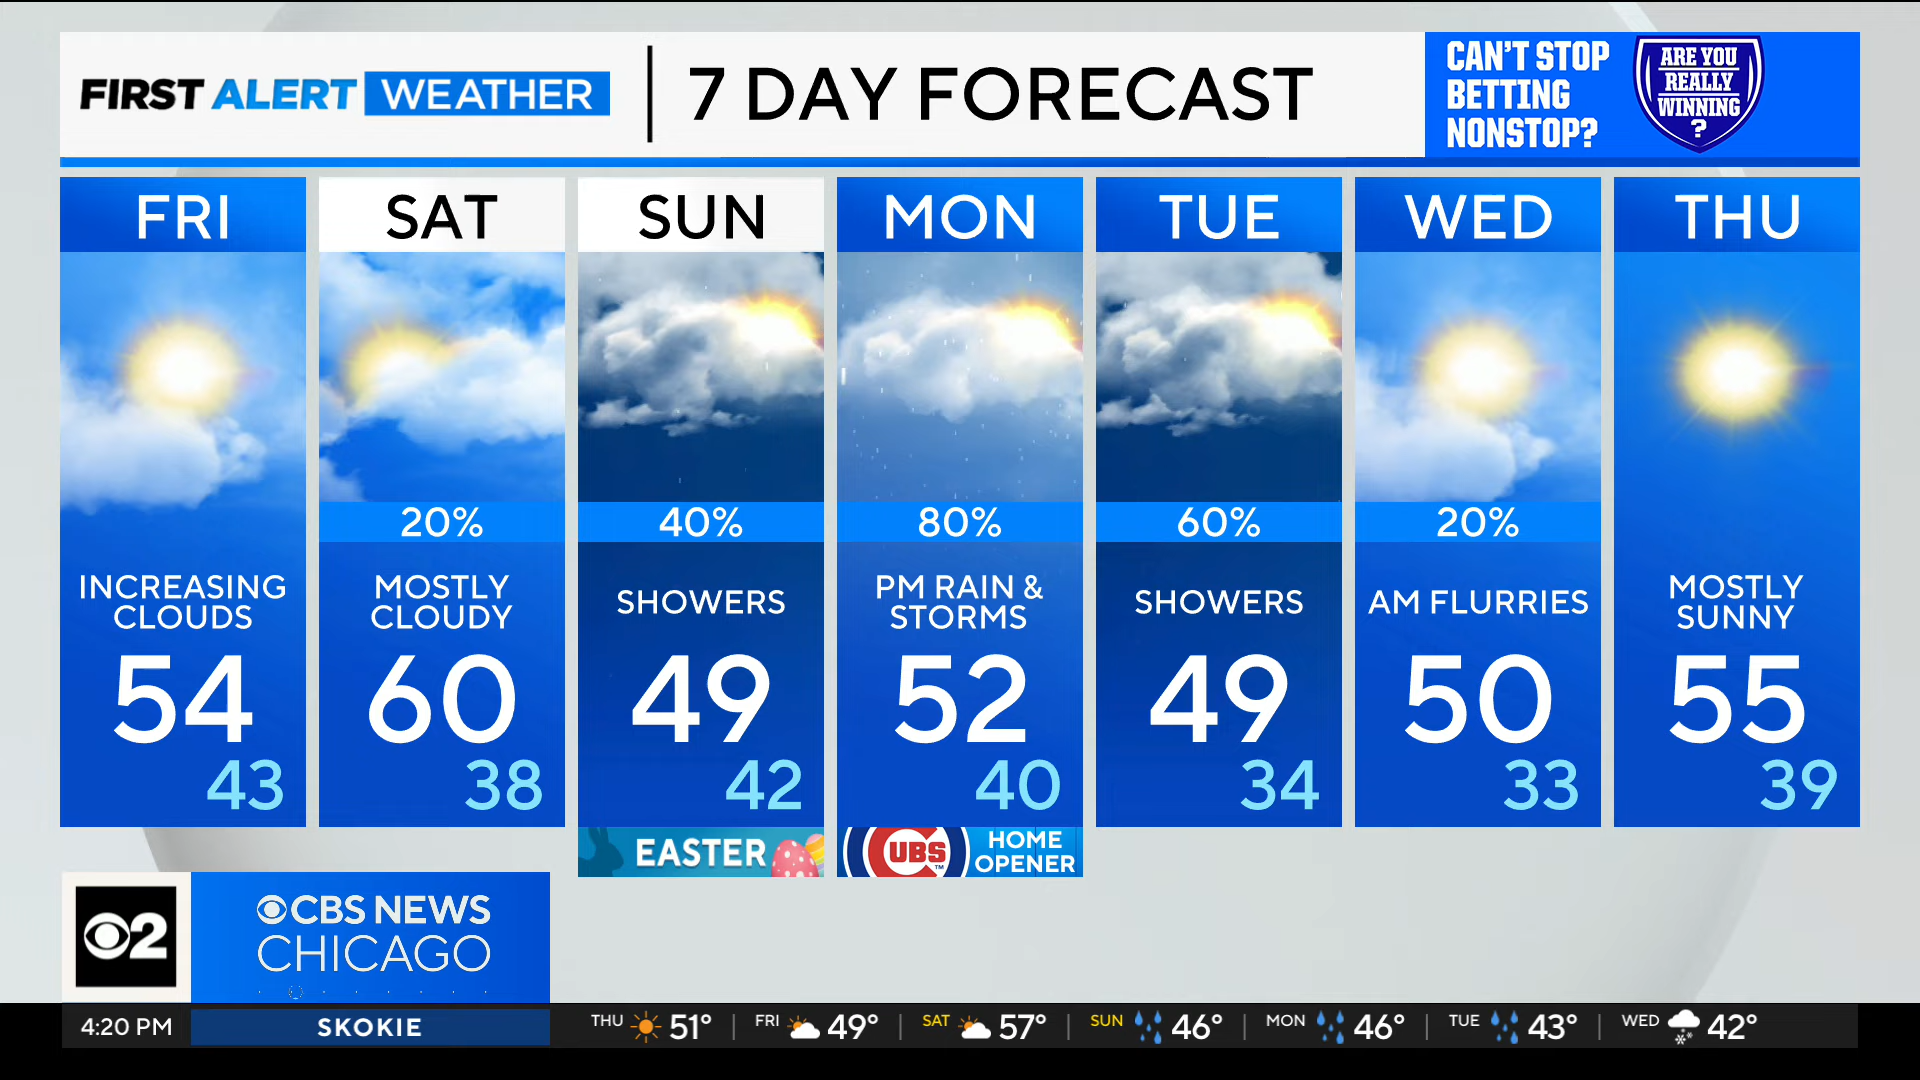 FIRST ALERT WEATHER
7 DAY FORECAST
CAN'T STOP
BETTING
NONSTOP?
ARE YOU
REALLY
WINNING
?
FRI
INCREASING
CLOUDS
54
43
SAT
20%
MOSTLY
CLOUDY
60
38
SUN
40%
SHOWERS
49
42
EASTER
MON
80%
PM RAIN &
STORMS
52
40
CUBS
TM
HOME
OPENER
TUE
60%
SHOWERS
49
34
WED
20%
AM FLURRIES
50
33
THU
MOSTLY
SUNNY
55
39
2
CBS NEWS
CHICAGO
4:20 PM
SKOKIE
THU 51° | FRI 49° | SAT 57° | SUN 46° | MON 46° | TUE 43° | WED 42°